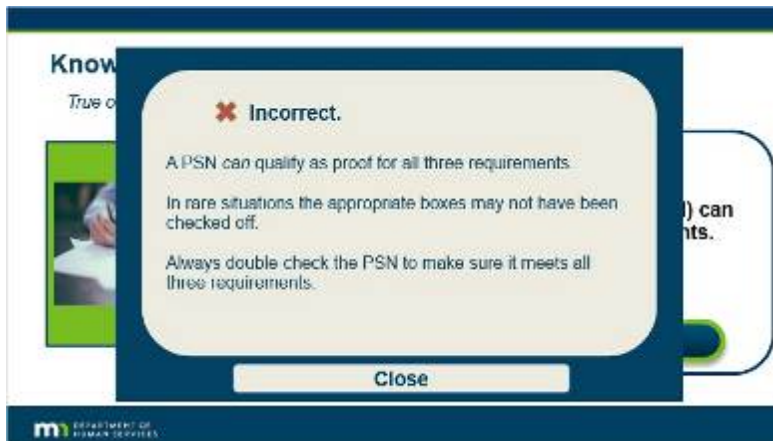 Know
True o
✖ Incorrect.
A PSN can qualify as proof for all three requirements.
In rare situations the appropriate boxes may not have been
checked off.
Always double check the PSN to make sure it meets all
three requirements.
) can
nts.
Close
mn DEPARTMENT OF
HUMAN SERVICES